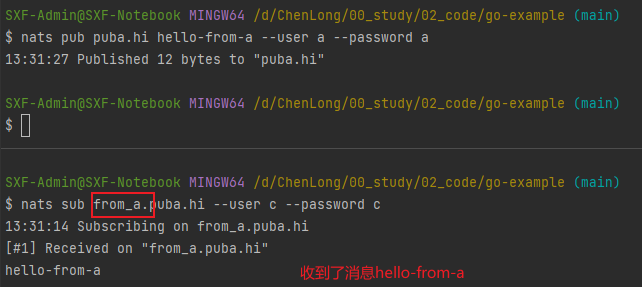 SXF-Admin@SXF-Notebook MINGW64 /d/ChenLong/00_study/02_code/go-example (main)
$ nats pub puba.hi hello-from-a --user a --password a
13:31:27 Published 12 bytes to "puba.hi"
SXF-Admin@SXF-Notebook MINGW64 /d/ChenLong/00_study/02_code/go-example (main)
$
SXF-Admin@SXF-Notebook MINGW64 /d/ChenLong/00_study/02_code/go-example (main)
$ nats sub from_a.puba.hi --user c --password c
13:31:14 Subscribing on from_a.puba.hi
[#1] Received on "from_a.puba.hi"
hello-from-a
收到了消息hello-from-a